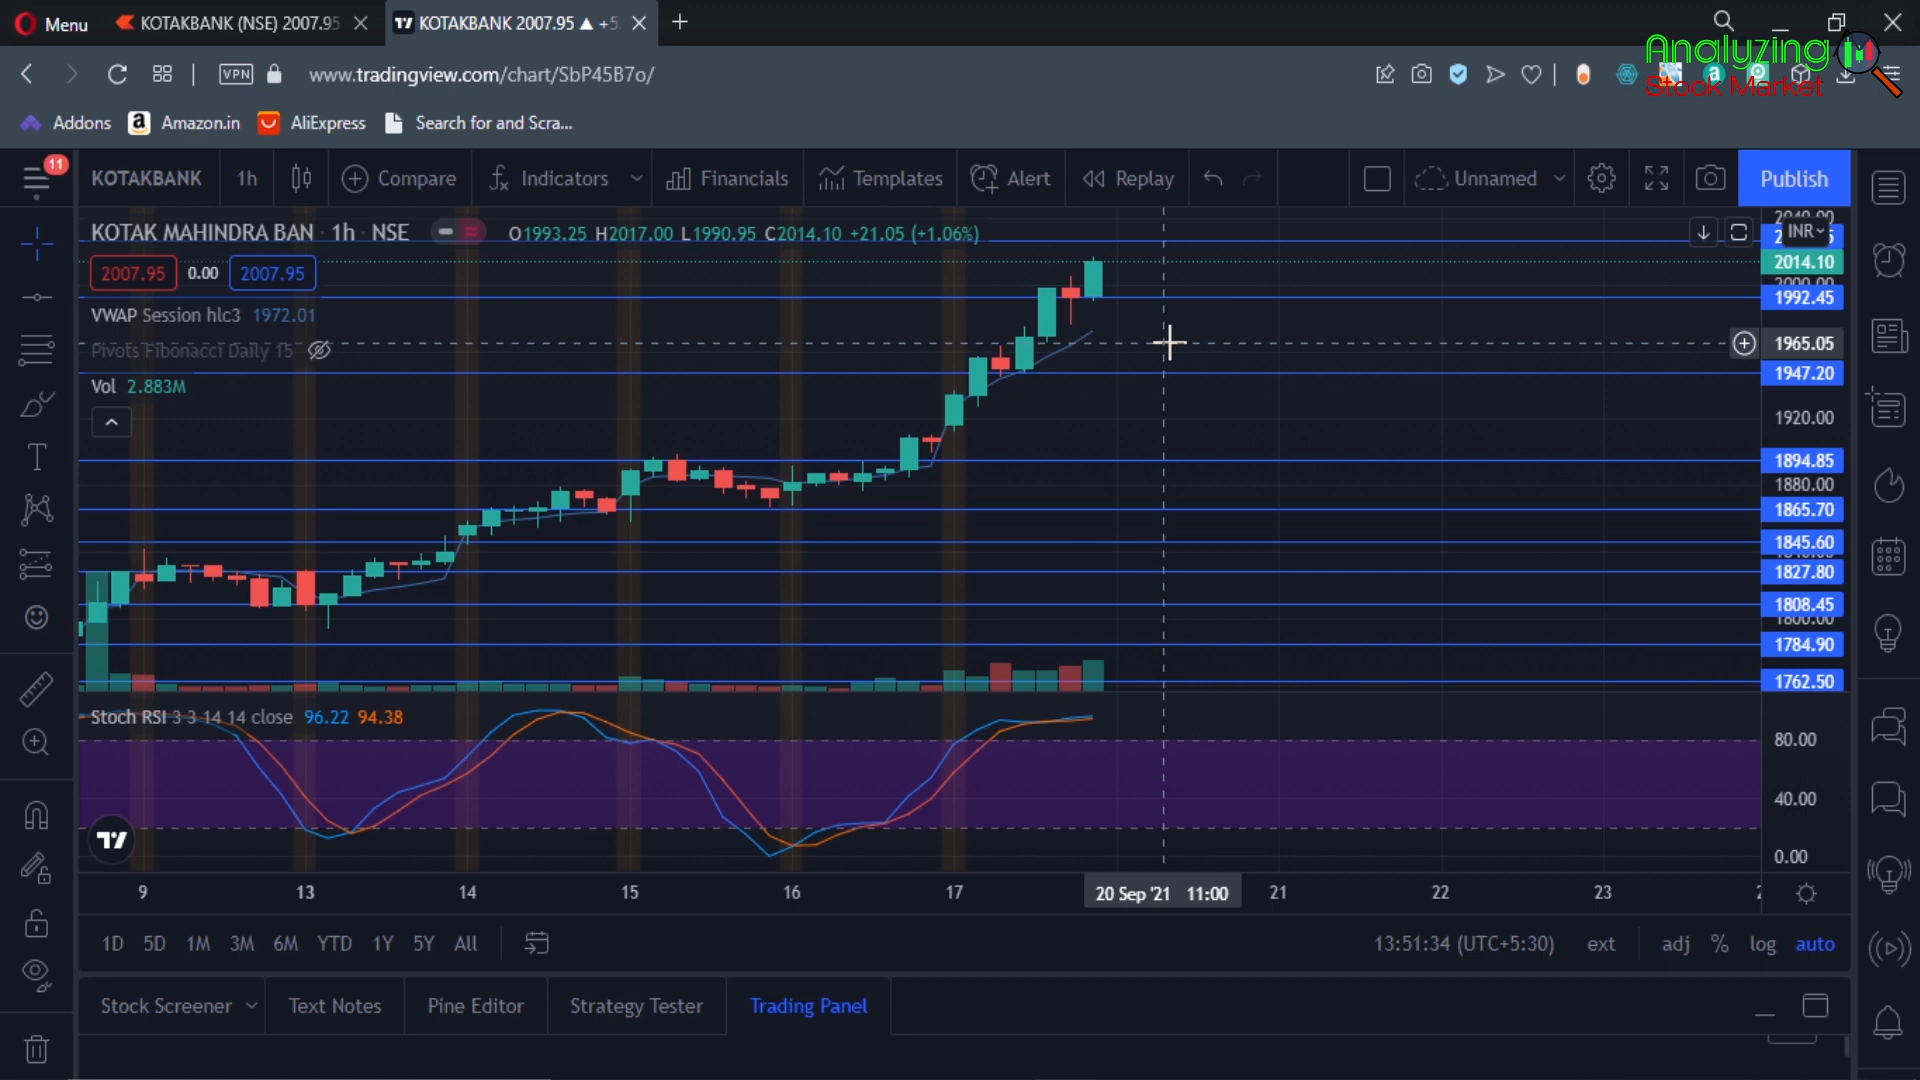 Menu
KOTAKBANK (NSE) 2007.95
KOTAKBANK 2007.95 ▲ +5.
Analyzing
Stock Market
VPN
www.tradingview.com/chart/SbP45B7o/
Addons
Amazon.in
AliExpress
Search for and Scra...
11
KOTAKBANK
1h
Compare
Indicators
Financials
Templates
Alert
Replay
Unnamed
Publish
KOTAK MAHINDRA BAN · 1h · NSE
O1993.25 H2017.00 L1990.95 C2014.10 +21.05 (+1.06%)
2007.95
0.00
2007.95
VWAP Session hlc3 1972.01
Pivots Fibonacci Daily 15
Vol 2.883M
2040.00
INR
2014.10
2000.00
1992.45
1965.05
1947.20
1920.00
1894.85
1880.00
1865.70
1845.60
1827.80
1808.45
1800.00
1784.90
1762.50
Stoch RSI 3 3 14 14 close 96.22 94.38
80.00
40.00
0.00
9
13
14
15
16
17
20 Sep '21 11:00
21
22
23
1D
5D
1M
3M
6M
YTD
1Y
5Y
All
13:51:34 (UTC+5:30)
ext
adj
%
log
auto
Stock Screener
Text Notes
Pine Editor
Strategy Tester
Trading Panel